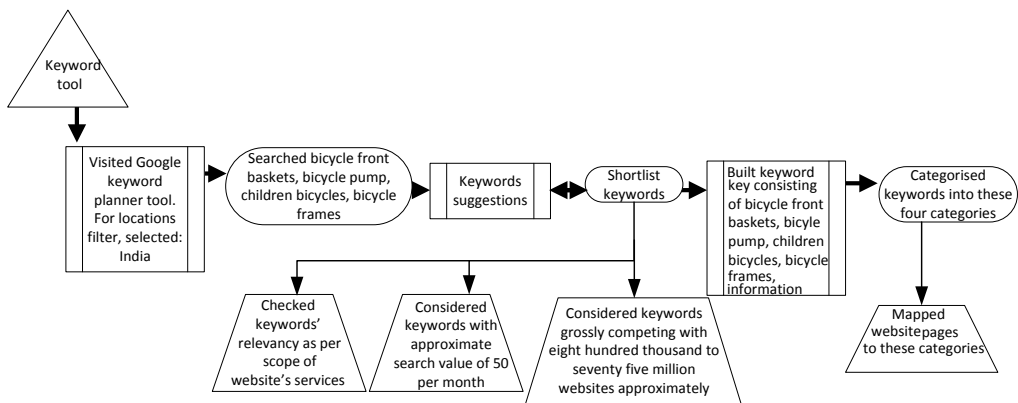 Keyword
tool
Visited Google
keyword
planner tool.
For locations
filter, selected:
India
Searched bicycle front
baskets, bicycle pump,
children bicycles, bicycle
frames
Keywords
suggestions
Shortlist
keywords
Built keyword
key consisting
of bicycle front
baskets, bicyle
pump, children
bicycles, bicycle
frames,
information
Categorised
keywords into these
four categories
Checked
keywords’
relevancy as per
scope of
website’s services
Considered
keywords with
approximate
search value of 50
per month
Considered keywords
grossly competing with
eight hundred thousand to
seventy five million
websites approximately
Mapped
website pages
to these categories